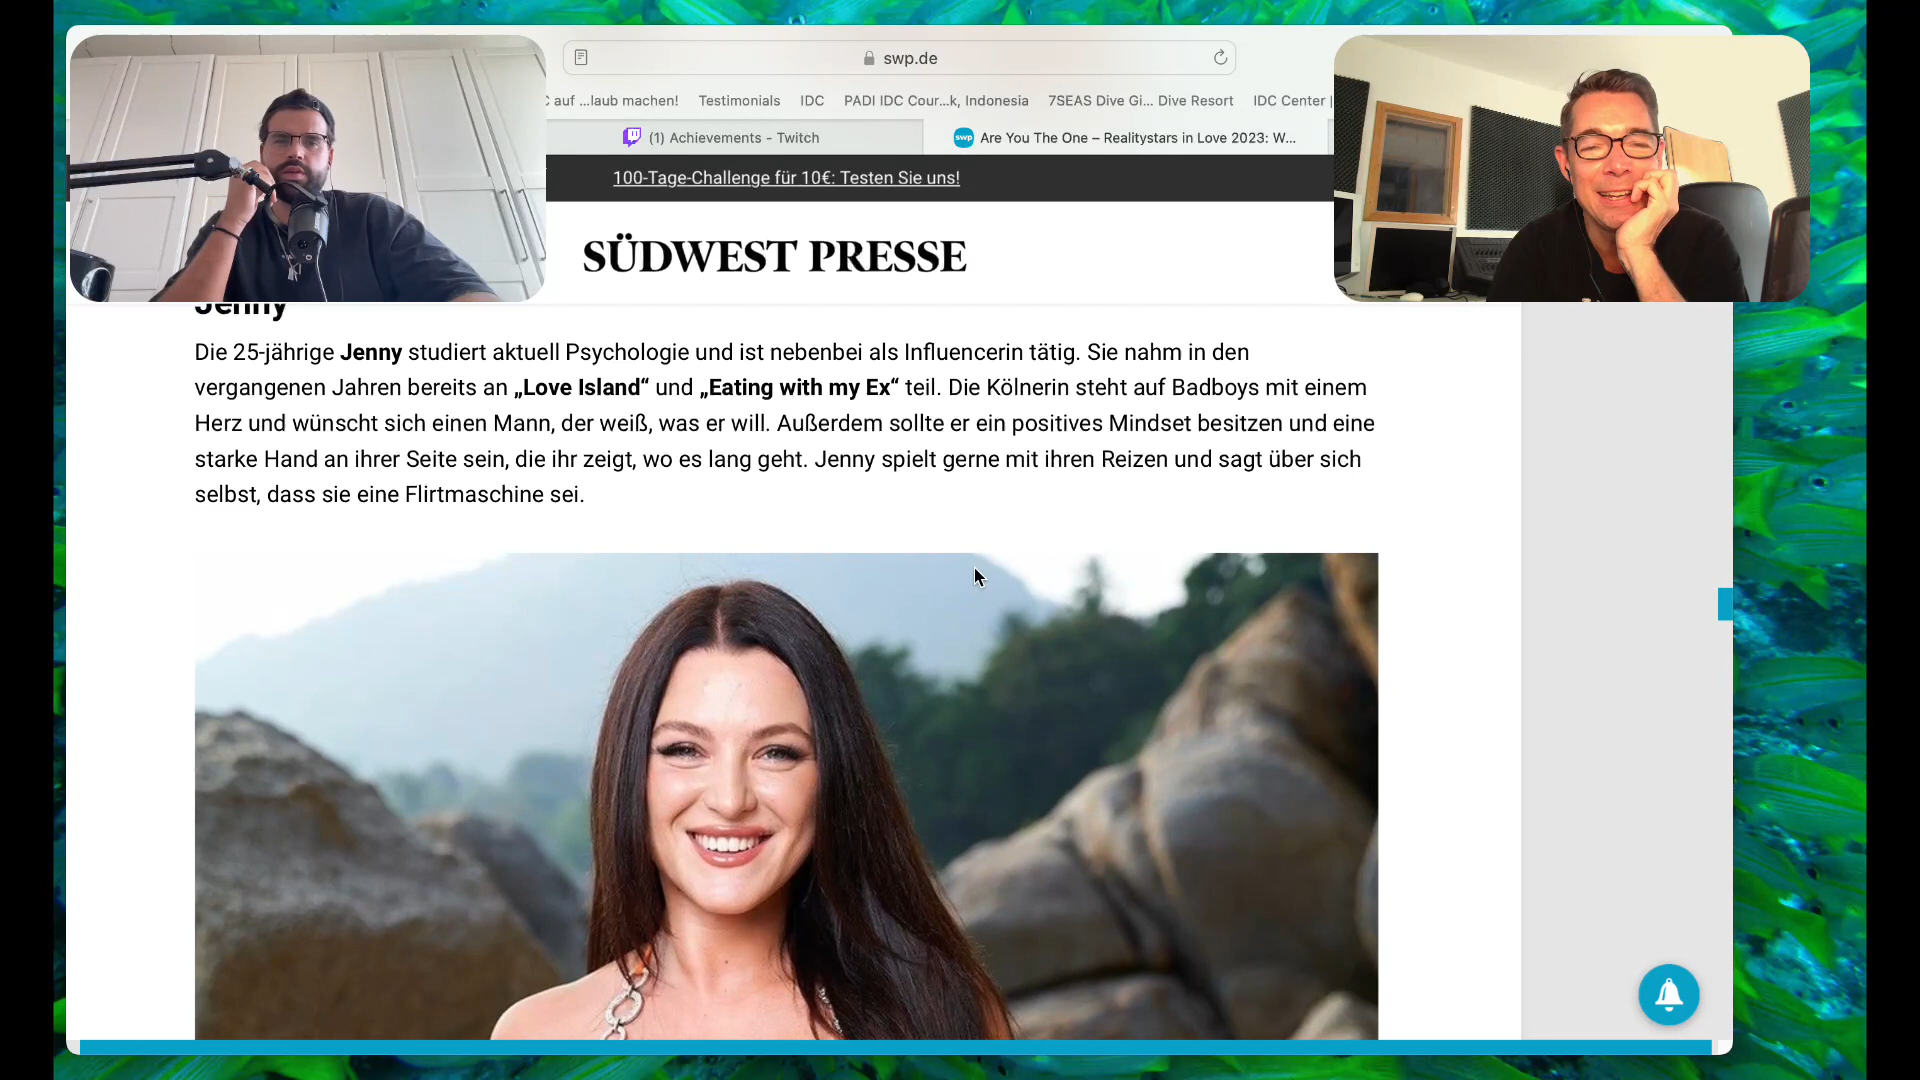 swp.de
auf ...laub machen!
Testimonials
IDC
PADI IDC Cour...k, Indonesia
7SEAS Dive Gi... Dive Resort
IDC Center |
(1) Achievements - Twitch
swp
Are You The One – Realitystars in Love 2023: W...
100-Tage-Challenge für 10€: Testen Sie uns!
SÜDWEST PRESSE
Jenny
Die 25-jährige Jenny studiert aktuell Psychologie und ist nebenbei als Influencerin tätig. Sie nahm in den
vergangenen Jahren bereits an „Love Island“ und „Eating with my Ex“ teil. Die Kölnerin steht auf Badboys mit einem
Herz und wünscht sich einen Mann, der weiß, was er will. Außerdem sollte er ein positives Mindset besitzen und eine
starke Hand an ihrer Seite sein, die ihr zeigt, wo es lang geht. Jenny spielt gerne mit ihren Reizen und sagt über sich
selbst, dass sie eine Flirtmaschine sei.